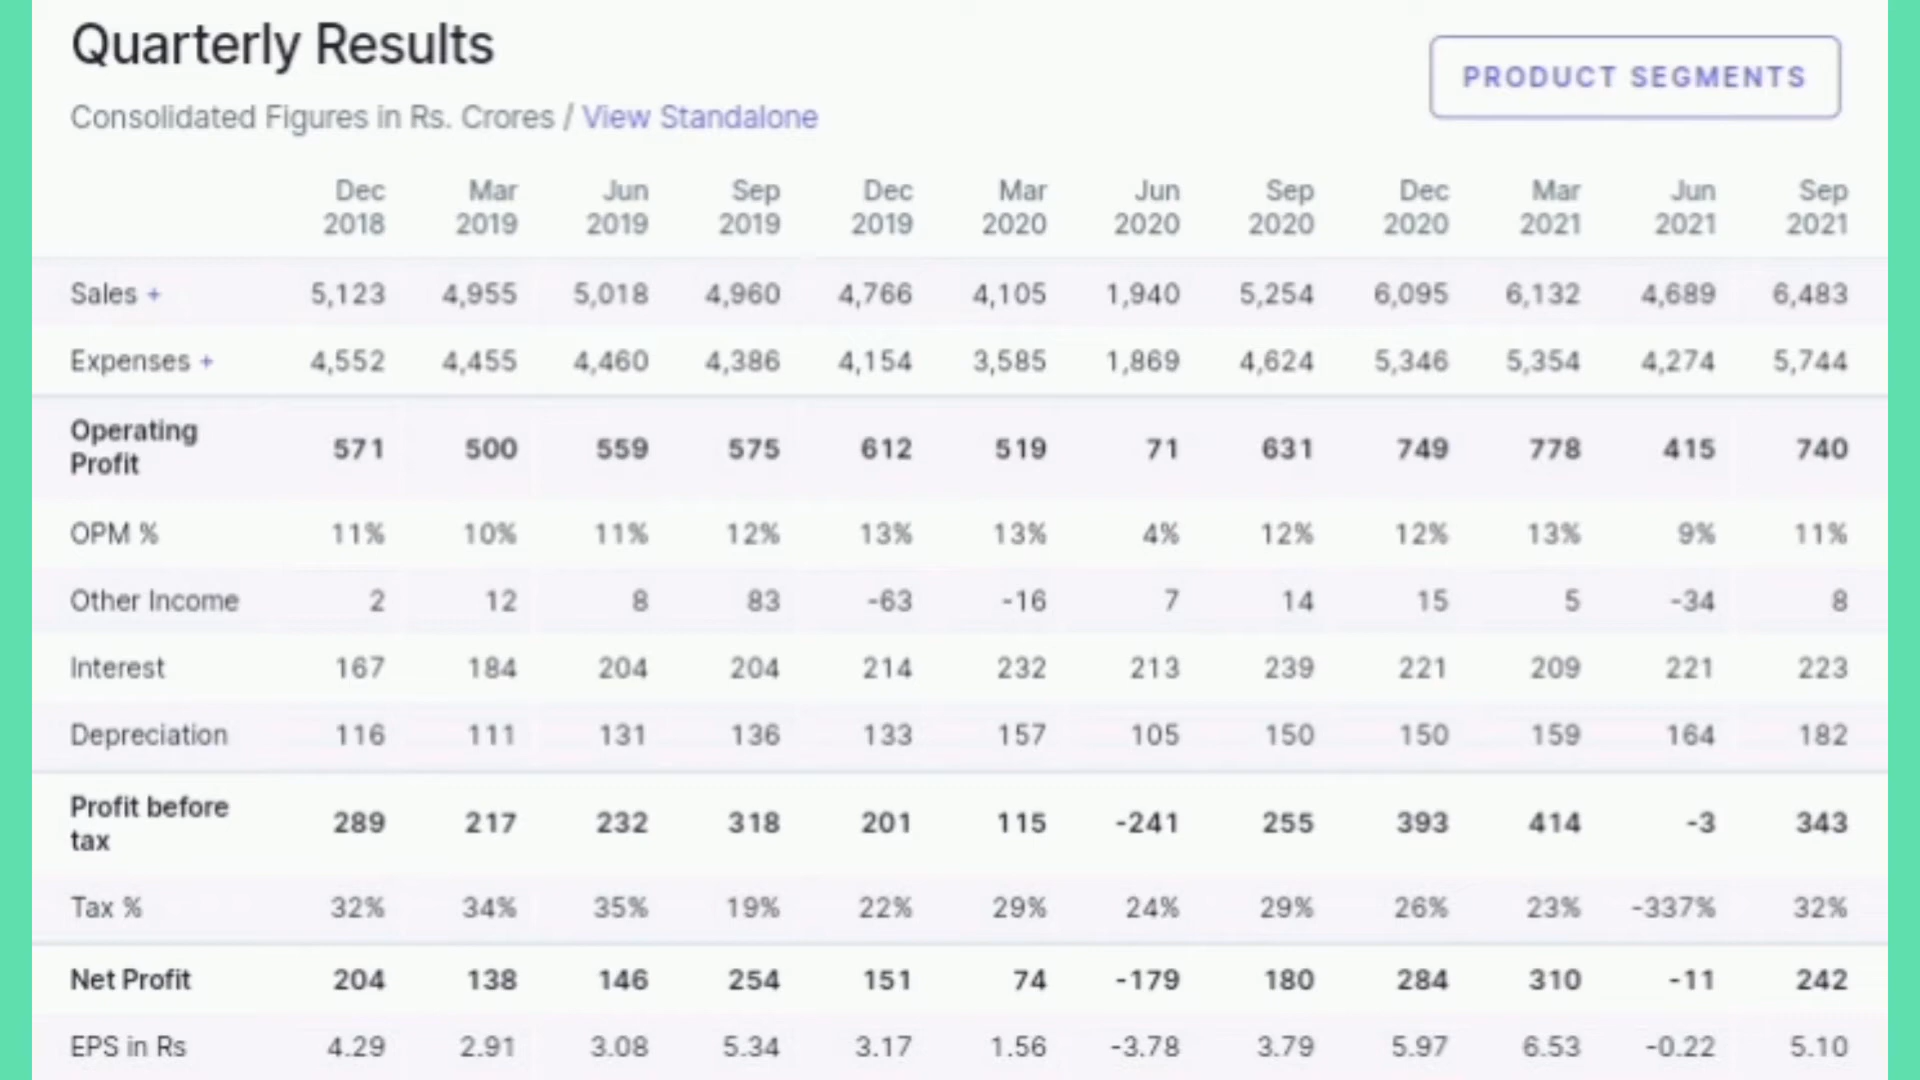 Quarterly Results
PRODUCT SEGMENTS
Consolidated Figures in Rs. Crores / View Standalone
Dec 2018 Mar 2019 Jun 2019 Sep 2019 Dec 2019 Mar 2020 Jun 2020 Sep 2020 Dec 2020 Mar 2021 Jun 2021 Sep 2021
Sales + 5,123 4,955 5,018 4,960 4,766 4,105 1,940 5,254 6,095 6,132 4,689 6,483
Expenses + 4,552 4,455 4,460 4,386 4,154 3,585 1,869 4,624 5,346 5,354 4,274 5,744
Operating Profit 571 500 559 575 612 519 71 631 749 778 415 740
OPM % 11% 10% 11% 12% 13% 13% 4% 12% 12% 13% 9% 11%
Other Income 2 12 8 83 -63 -16 7 14 15 5 -34 8
Interest 167 184 204 204 214 232 213 239 221 209 221 223
Depreciation 116 111 131 136 133 157 105 150 150 159 164 182
Profit before tax 289 217 232 318 201 115 -241 255 393 414 -3 343
Tax % 32% 34% 35% 19% 22% 29% 24% 29% 26% 23% -337% 32%
Net Profit 204 138 146 254 151 74 -179 180 284 310 -11 242
EPS in Rs 4.29 2.91 3.08 5.34 3.17 1.56 -3.78 3.79 5.97 6.53 -0.22 5.10